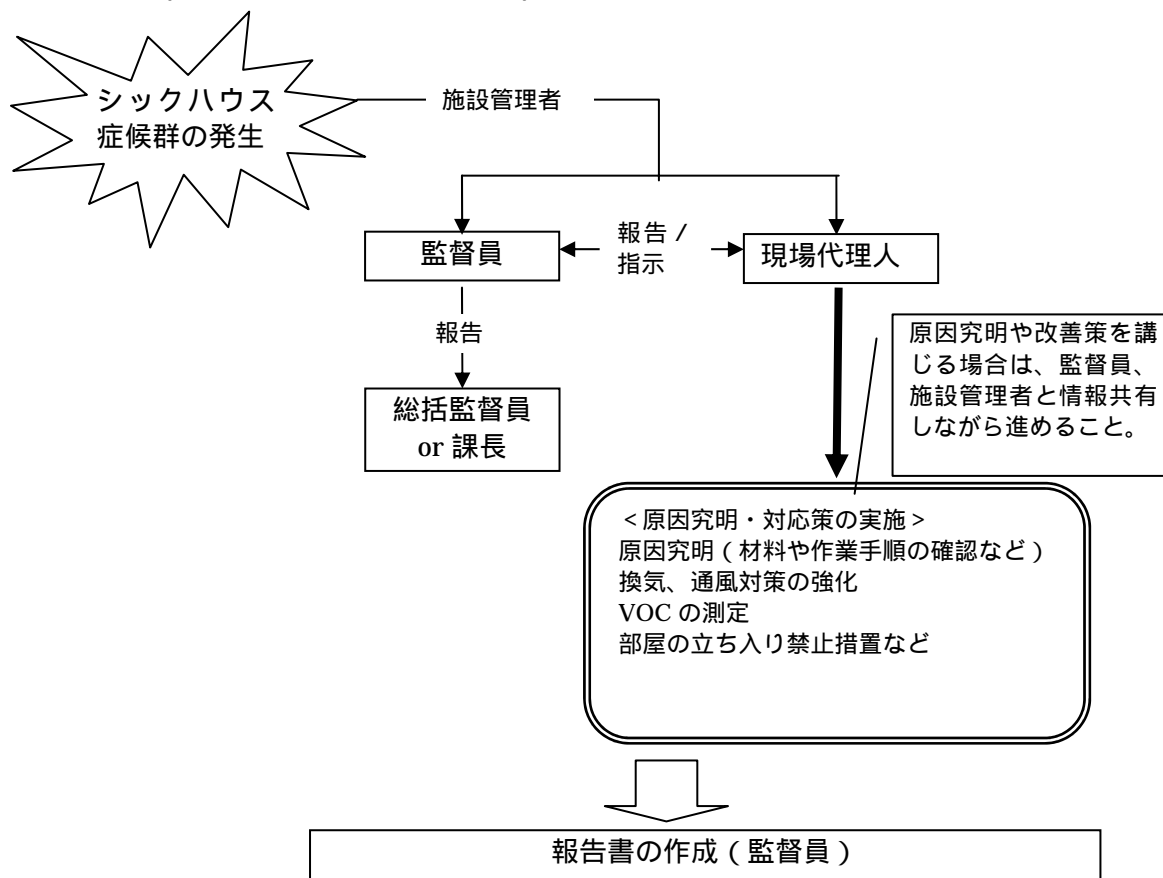 シックハウス
症候群の発生
施設管理者
監督員
報告/
指示
現場代理人
報告
総括監督員
or 課長
原因究明や改善策を講
じる場合は、監督員、
施設管理者と情報共有
しながら進めること。
<原因究明・対応策の実施>
原因究明(材料や作業手順の確認など)
換気、通風対策の強化
VOC の測定
部屋の立ち入り禁止措置など
報告書の作成(監督員)